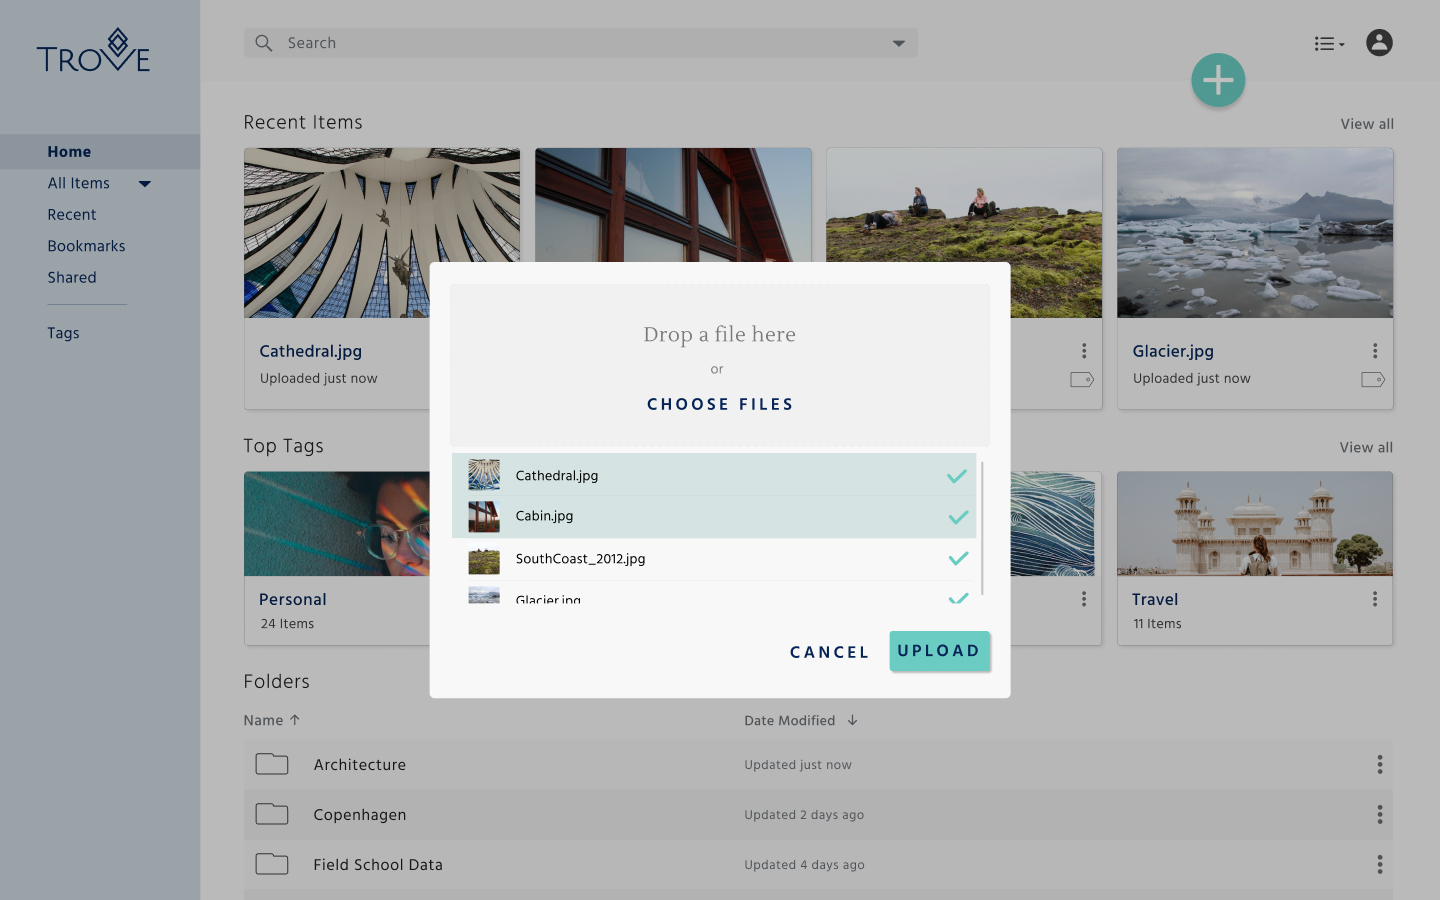 TROVE
Search
Home
All Items
Recent
Bookmarks
Shared
Tags
Recent Items
View all
Cathedral.jpg
Uploaded just now
Glacier.jpg
Uploaded just now
Drop a file here
or
CHOOSE FILES
Cathedral.jpg
Cabin.jpg
SouthCoast_2012.jpg
Glacier.jpg
CANCEL
UPLOAD
Top Tags
View all
Personal
24 Items
Travel
11 Items
Folders
Name
Date Modified
Architecture
Updated just now
Copenhagen
Updated 2 days ago
Field School Data
Updated 4 days ago